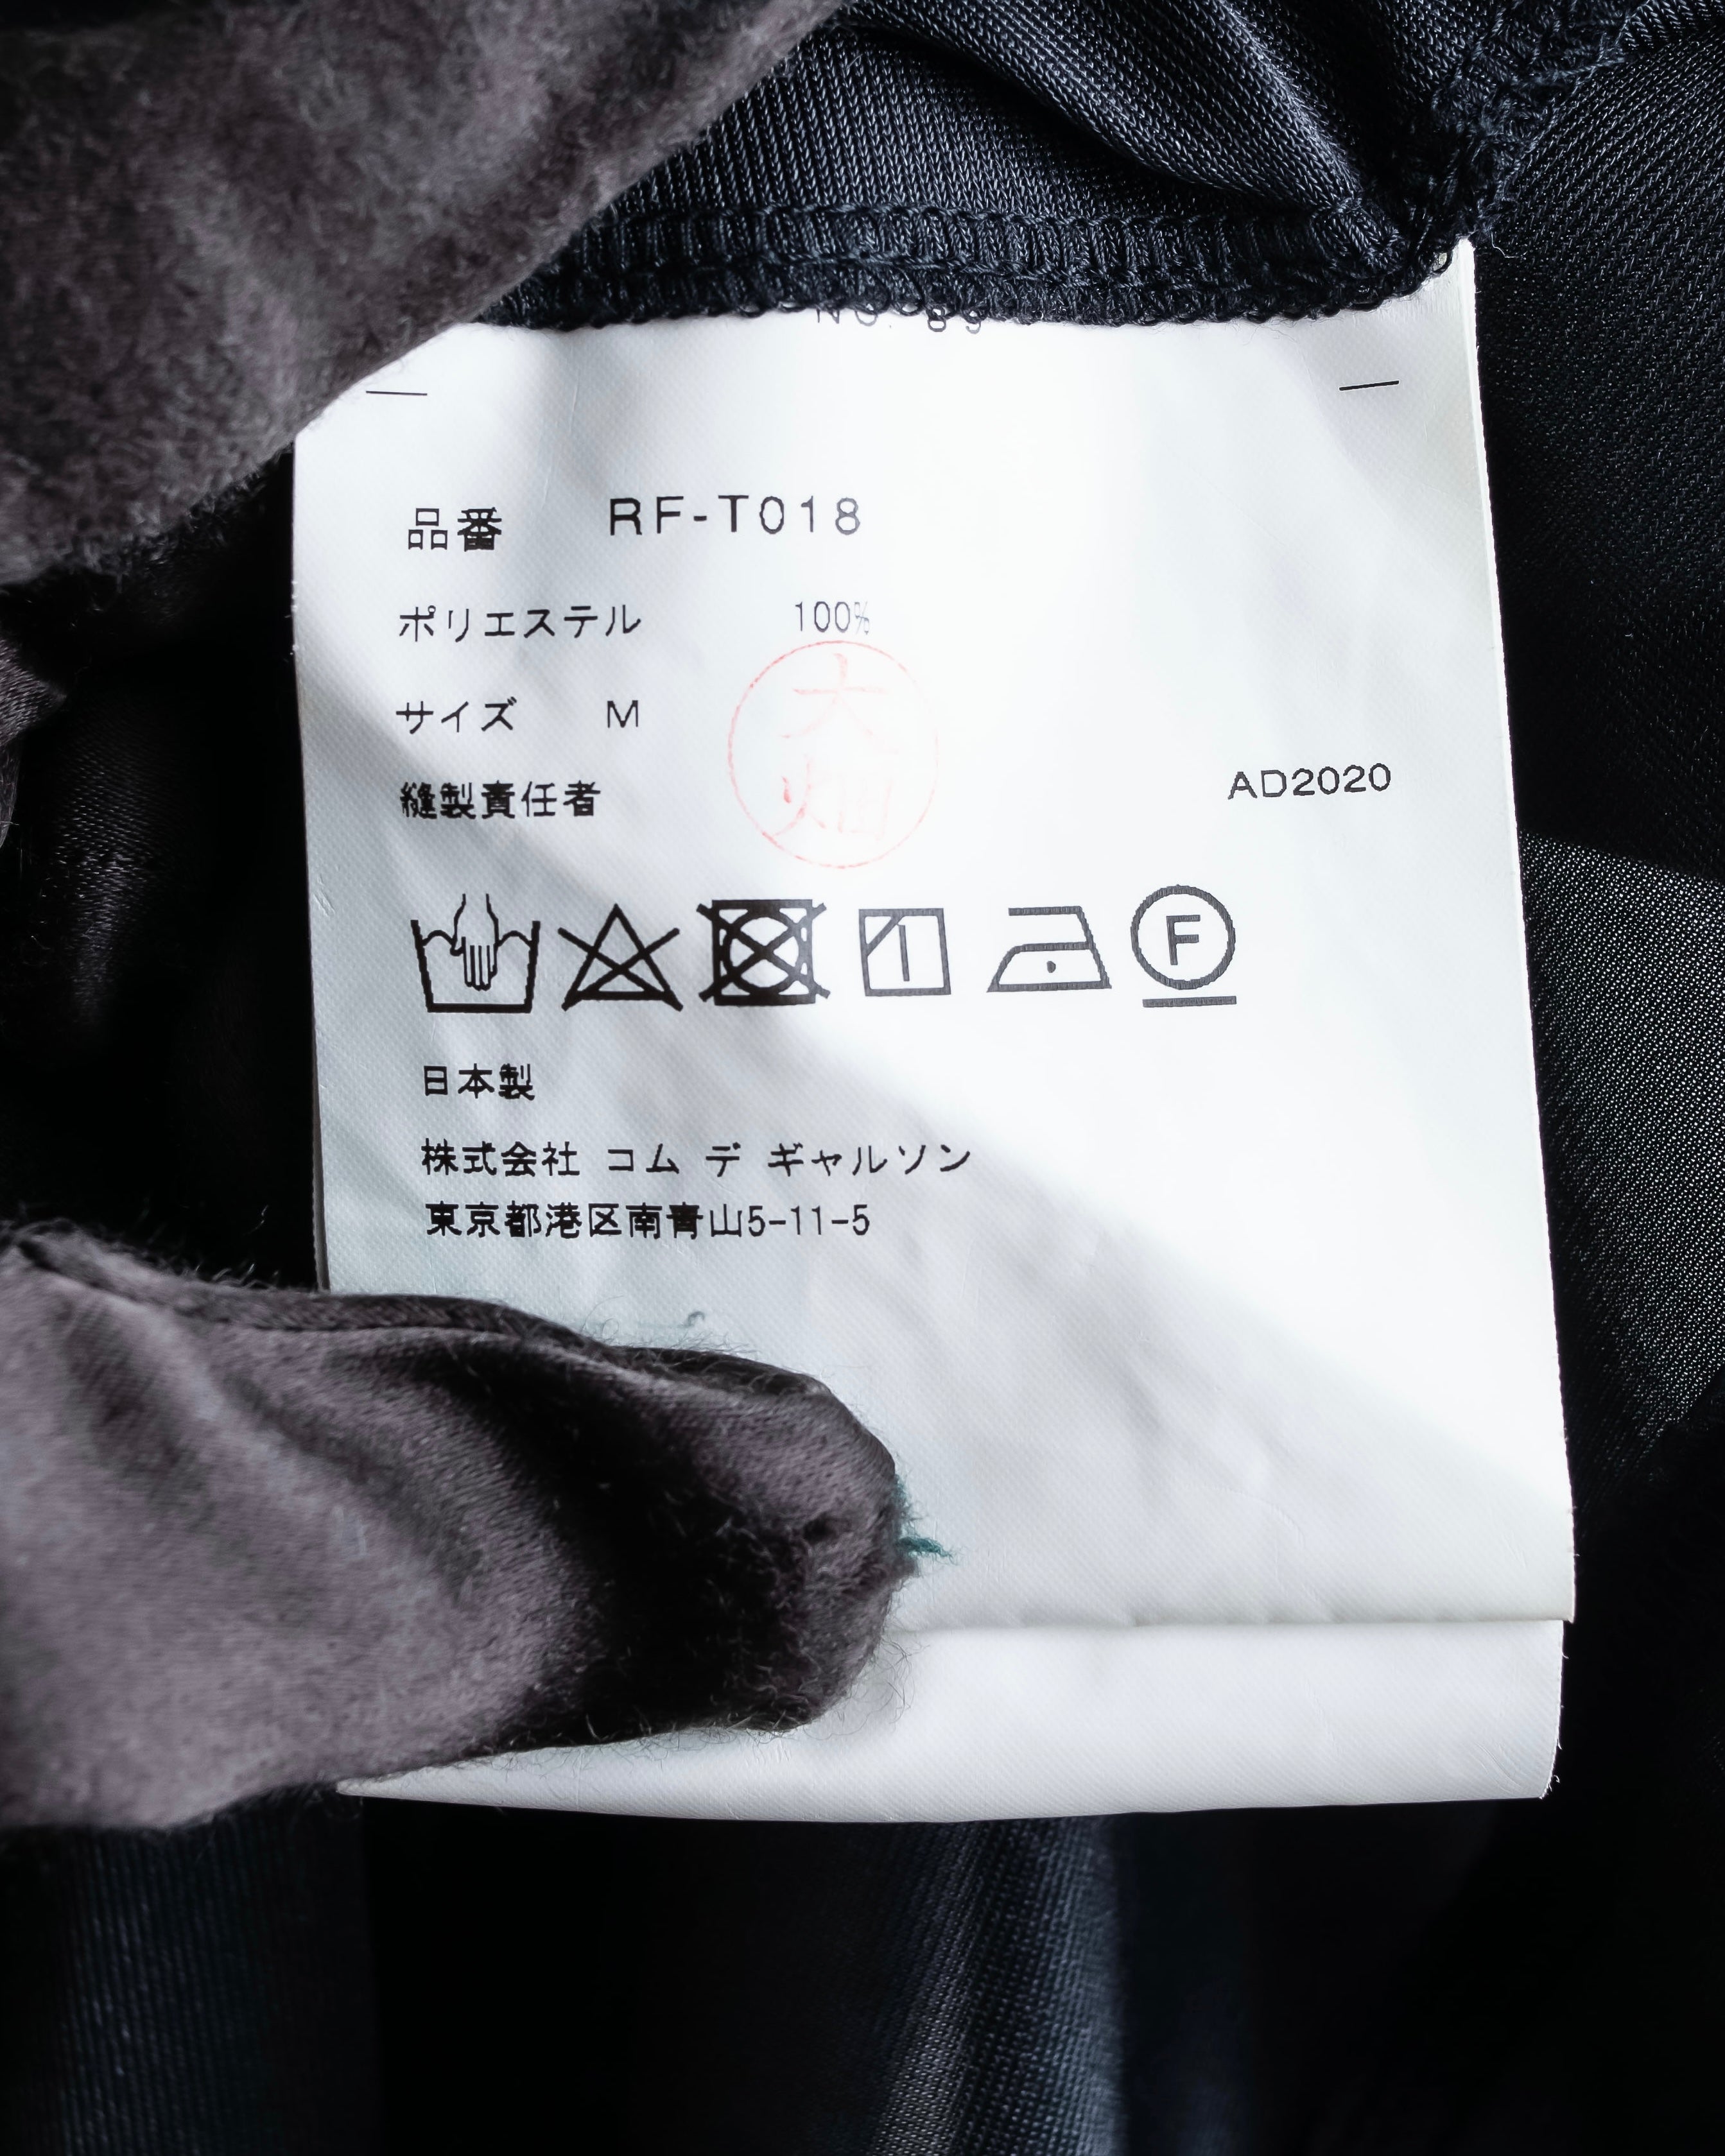 品番 RF-T018
ポリエステル 100%
サイズ M
大畑
縫製責任者
AD2020
F
日本製
株式会社 コム デ ギャルソン
東京都港区南青山5-11-5